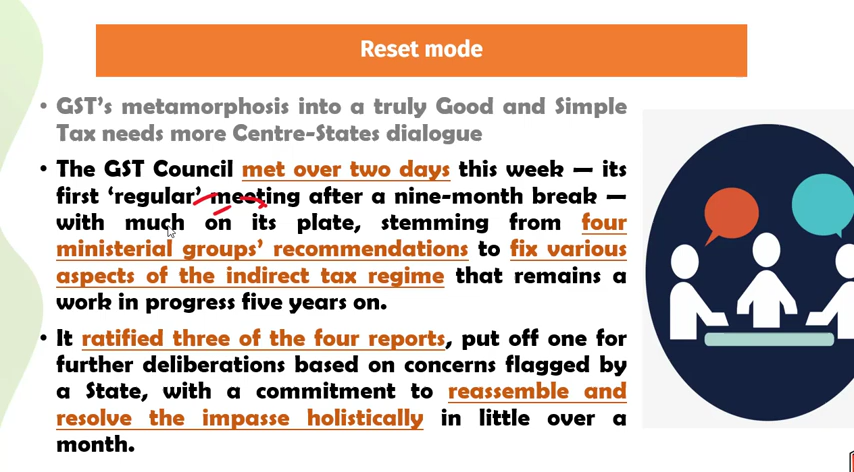 Reset mode
• GST's metamorphosis into a truly Good and Simple
Tax needs more Centre-States dialogue
• The GST Council met over two days this week — its
first 'regular' meeting after a nine-month break —
with much on its plate, stemming from four
ministerial groups' recommendations to fix various
aspects of the indirect tax regime that remains a
work in progress five years on.
• It ratified three of the four reports, put off one for
further deliberations based on concerns flagged by
a State, with a commitment to reassemble and
resolve the impasse holistically in little over a
month.